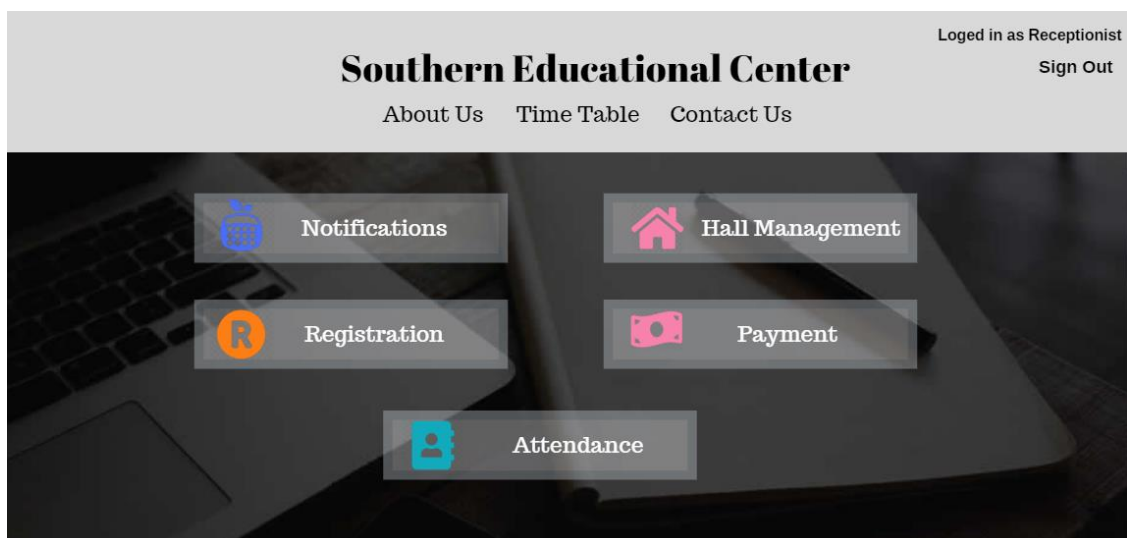 Loged in as Receptionist
Southern Educational Center
Sign Out
About Us Time Table Contact Us
Notifications
Hall Management
R Registration
Payment
Attendance